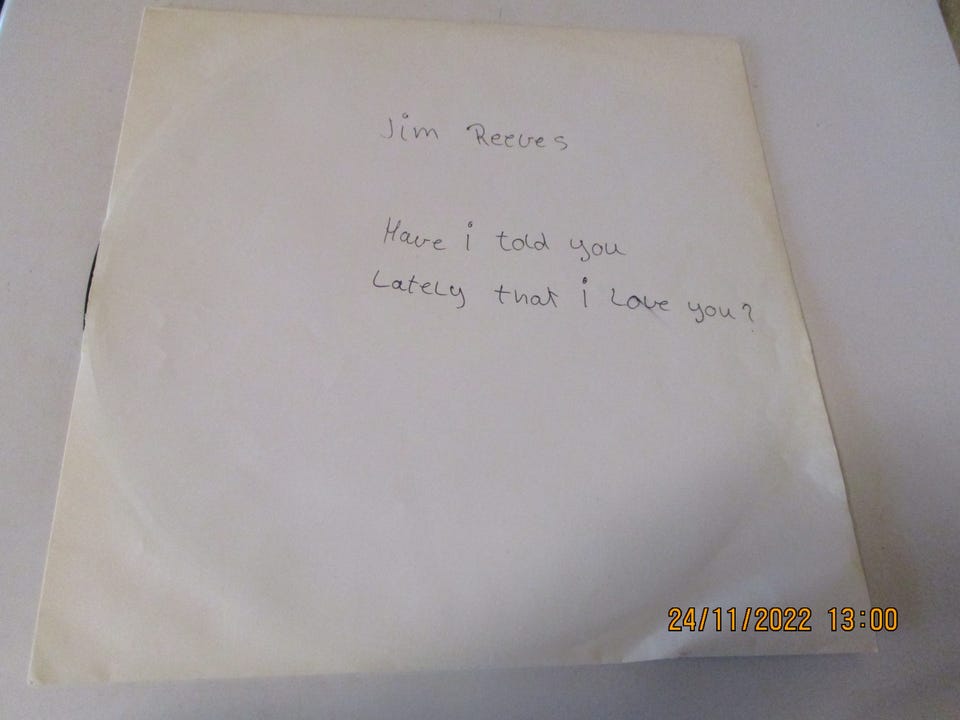 Jim Reeves
Have i told you
Lately that i Love you?
24/11/2022 13:00